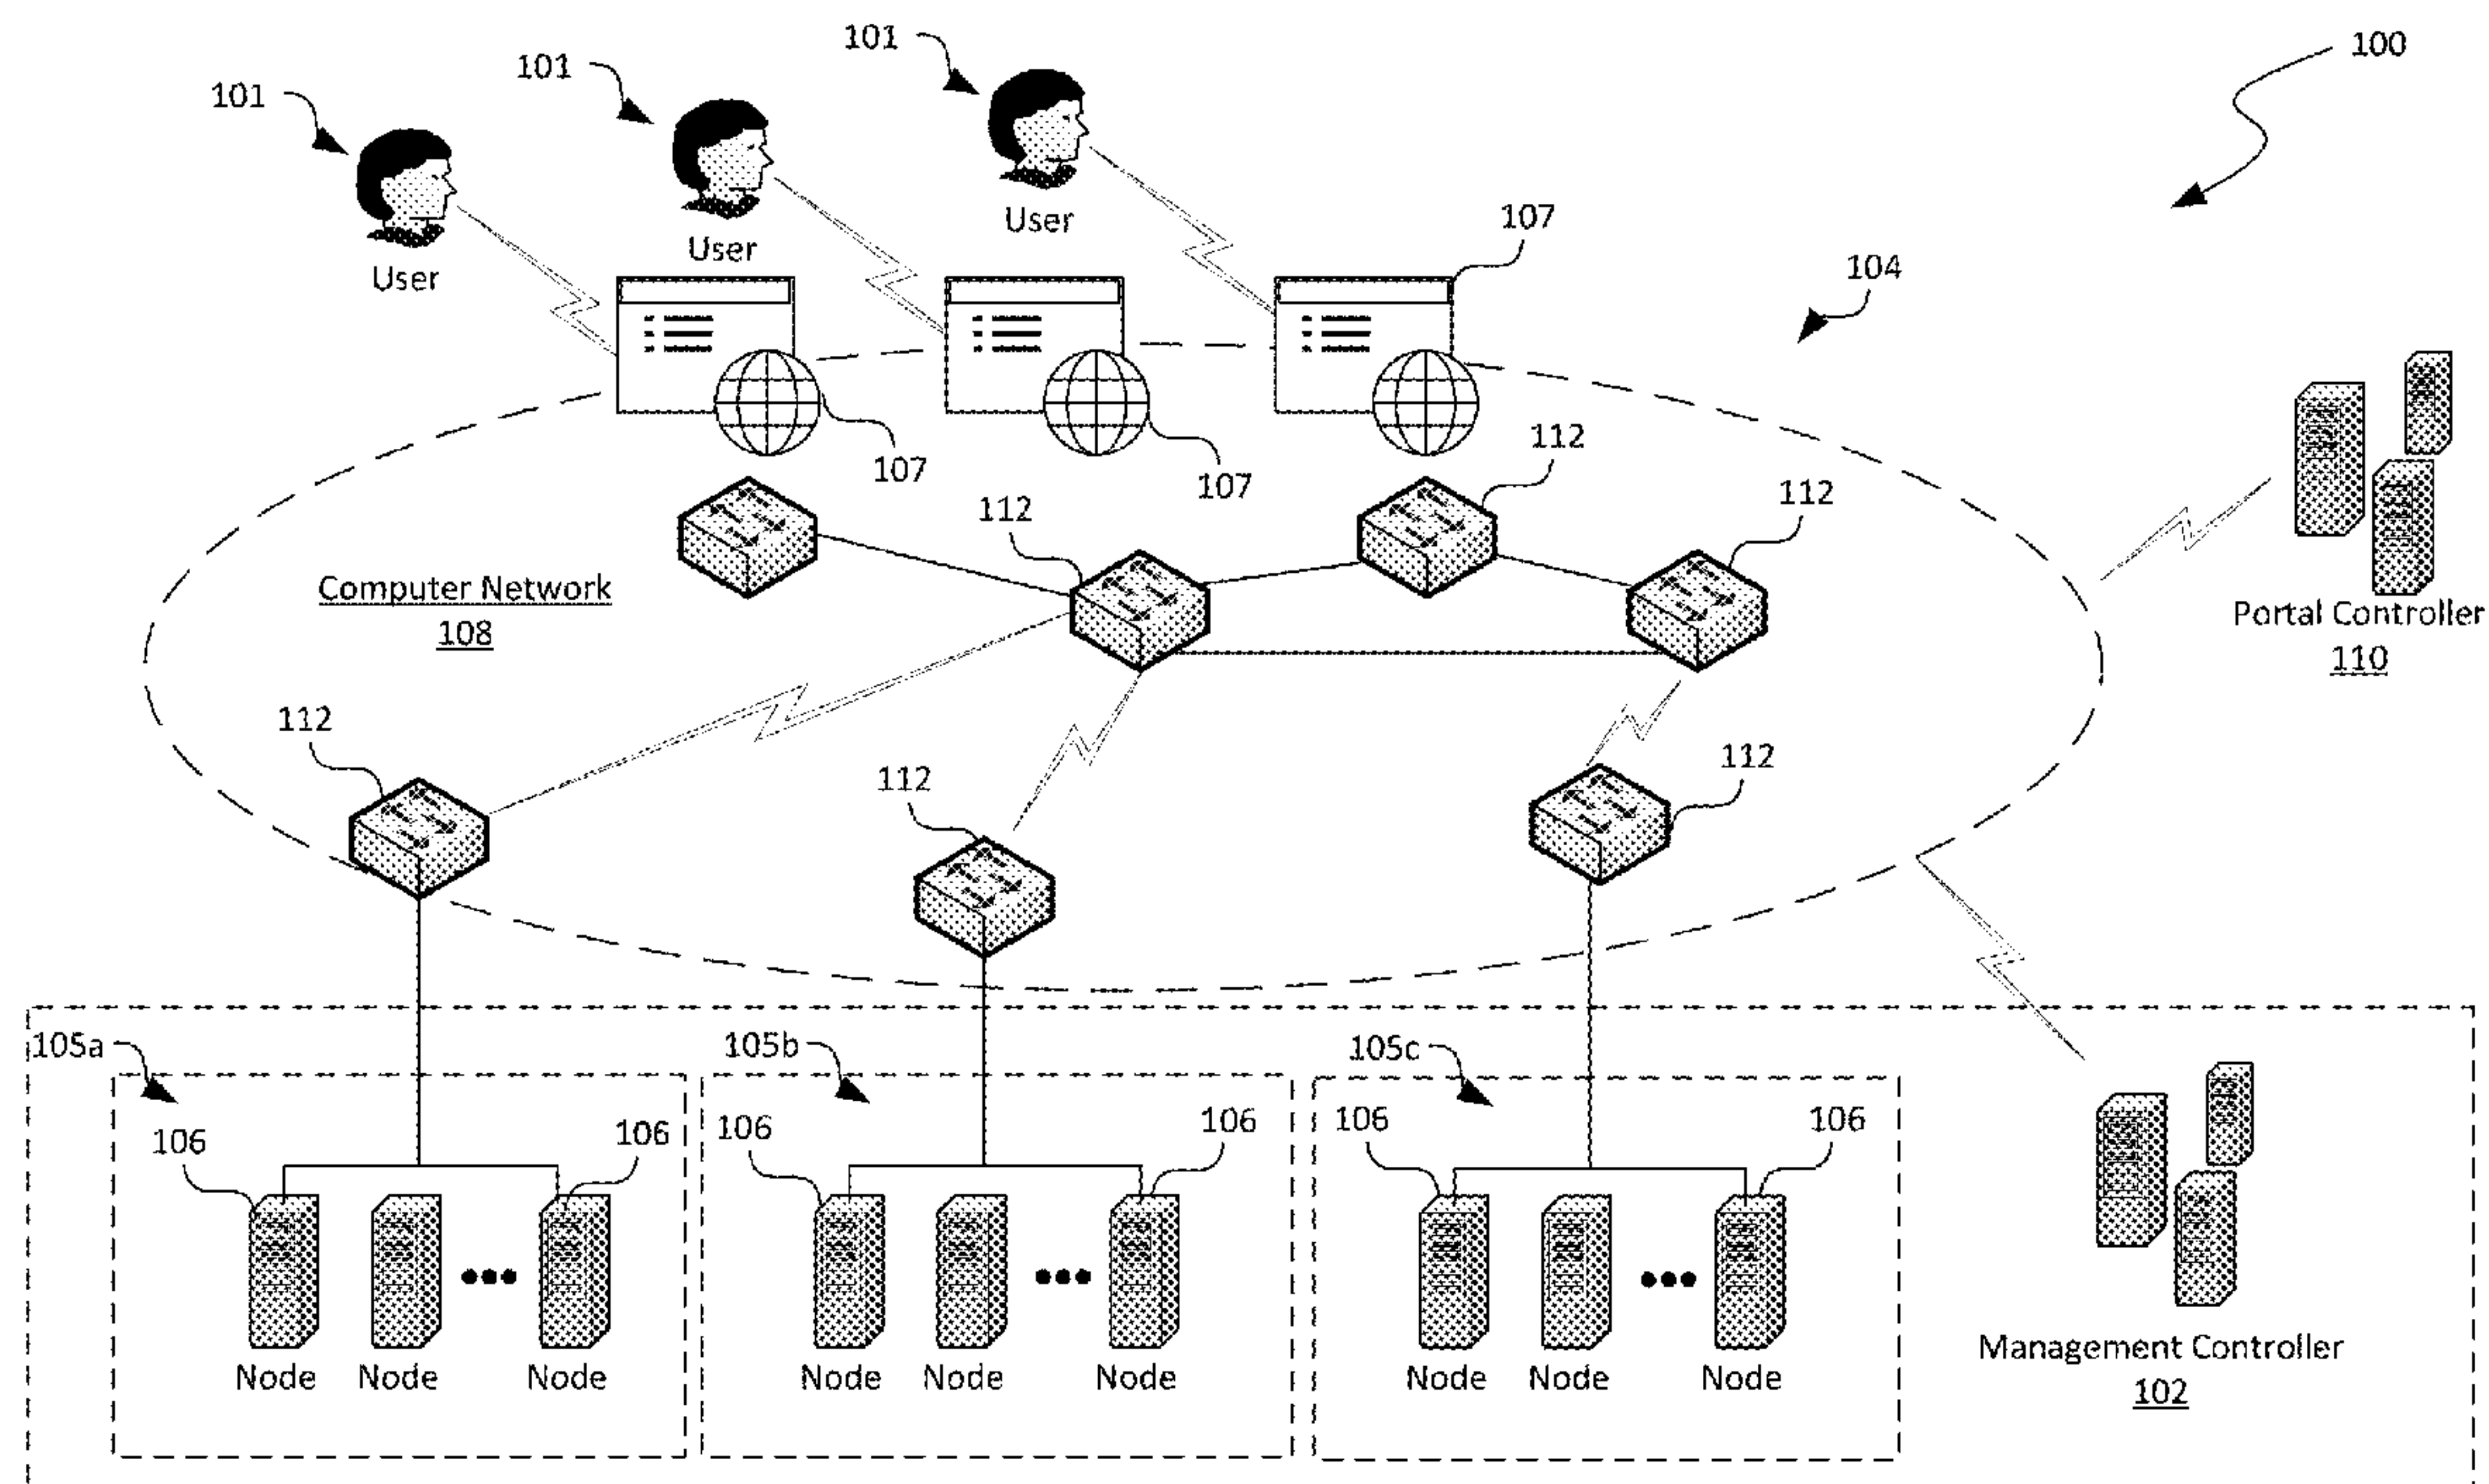 101
101
101
100
User
User
User
107
104
107
107
112
112
112
Computer Network
108
Portal Controller
110
112
112
112
105a
105b
105c
106
106
106
106
106
106
Node
Node
Node
Node
Node
Node
Node
Node
Node
Management Controller
102